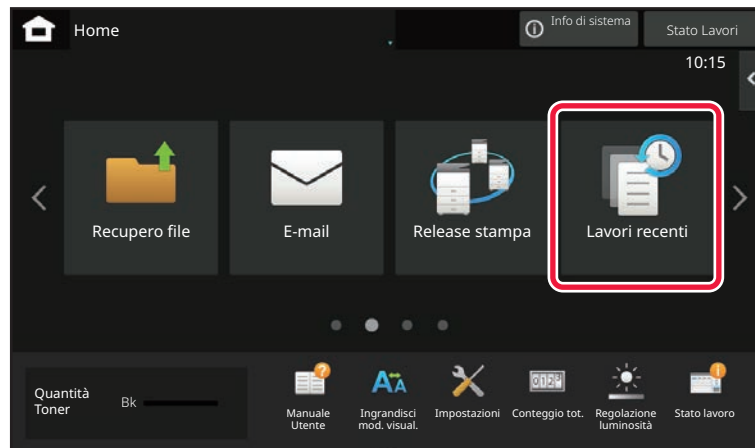 Home
Info di sistema
Stato Lavori
10:15
Recupero file
E-mail
Release stampa
Lavori recenti
Quantità
Toner
Bk
Manuale
Utente
Ingrandisci
mod. visual.
Impostazioni
Conteggio tot.
Regolazione
luminosità
Stato lavoro